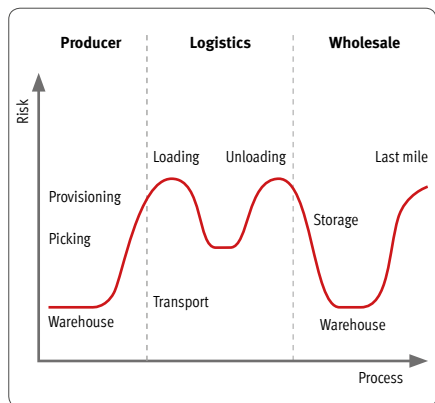 Producer
Logistics
Wholesale
Risk
Loading
Unloading
Last mile
Provisioning
Storage
Picking
Transport
Warehouse
Warehouse
Process